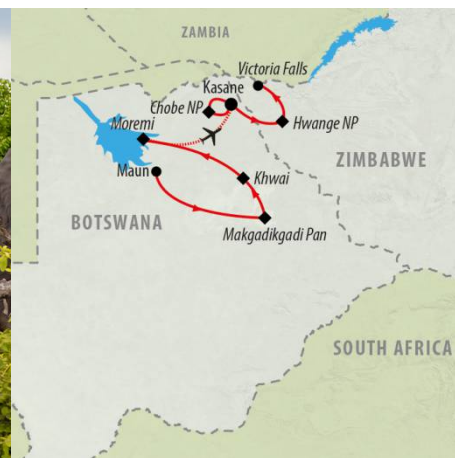 ZAMBIA
Victoria Falls
Kasane
Chobe NP
Moremi
Hwange NP
ZIMBABWE
Maun
Khwai
BOTSWANA
Makgadikgadi Pan
SOUTH AFRICA